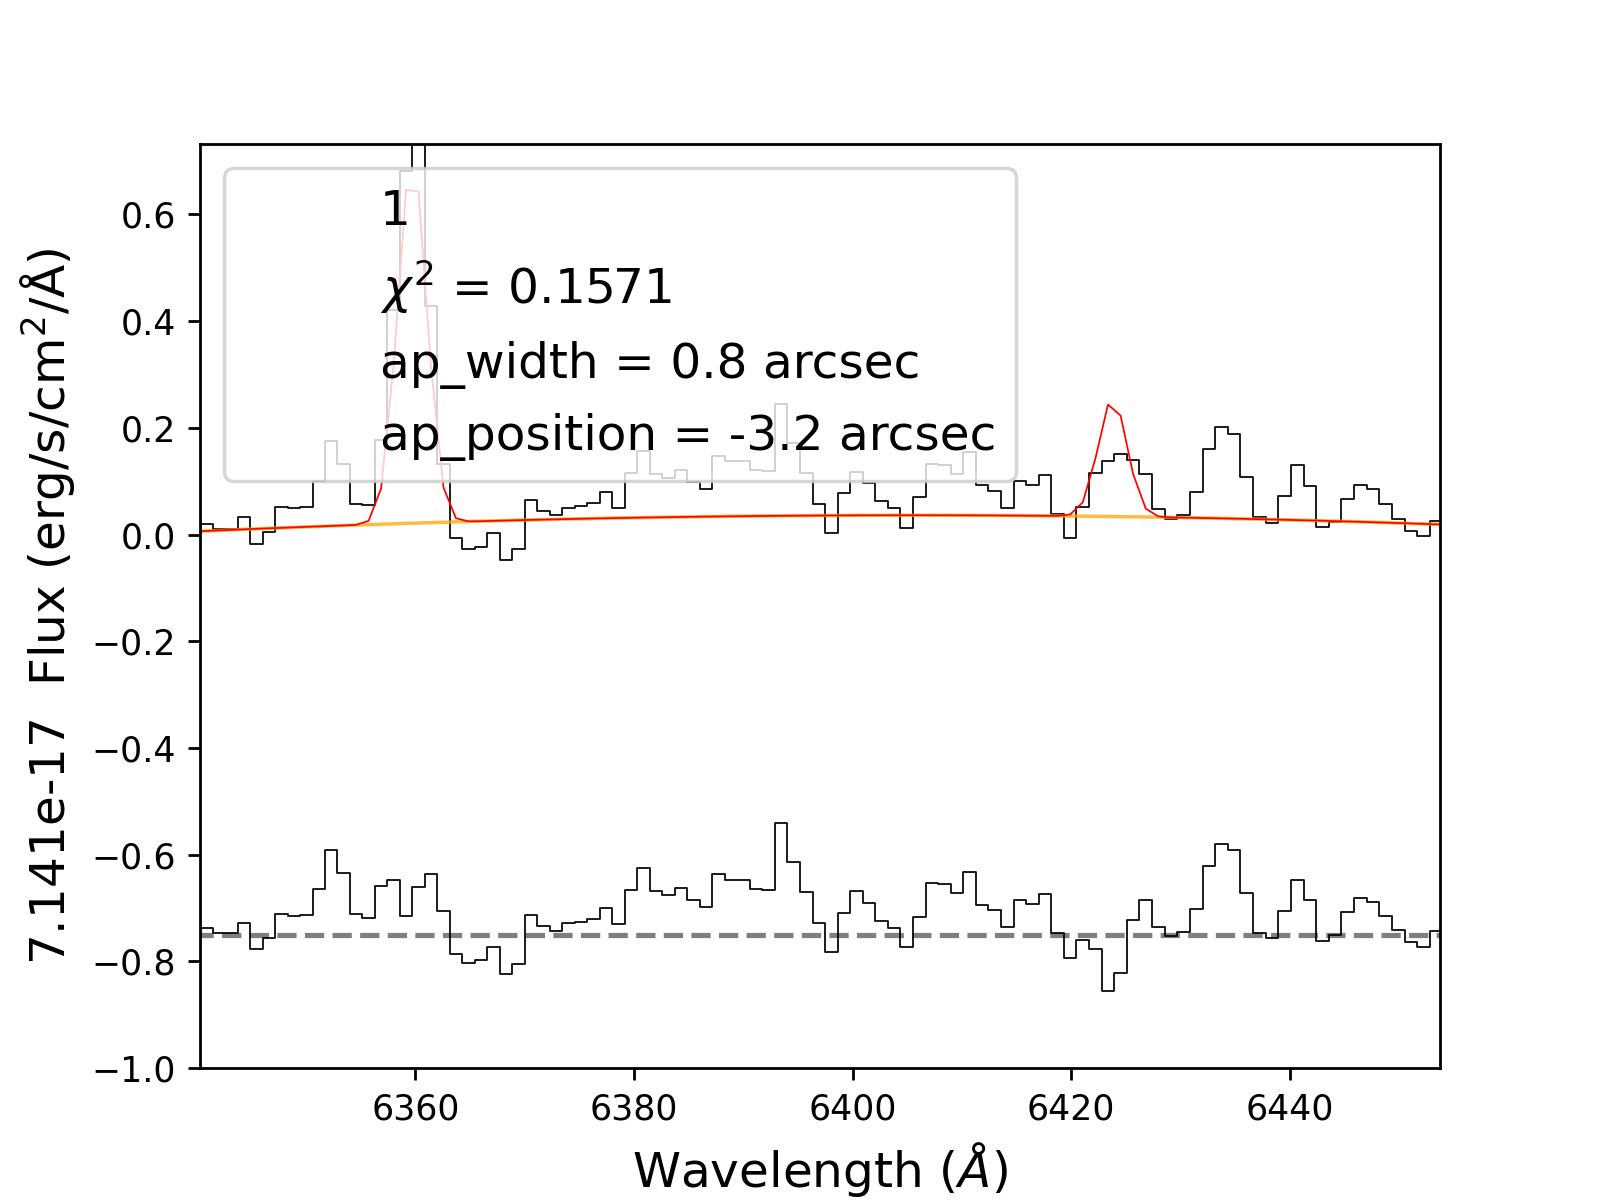 1
χ² = 0.1571
ap_width = 0.8 arcsec
ap_position = -3.2 arcsec
0.6
0.4
0.2
0.0
−0.2
−0.4
−0.6
−0.8
−1.0
7.141e-17 Flux (erg/s/cm²/Å)
6360 6380 6400 6420 6440
Wavelength (Å)